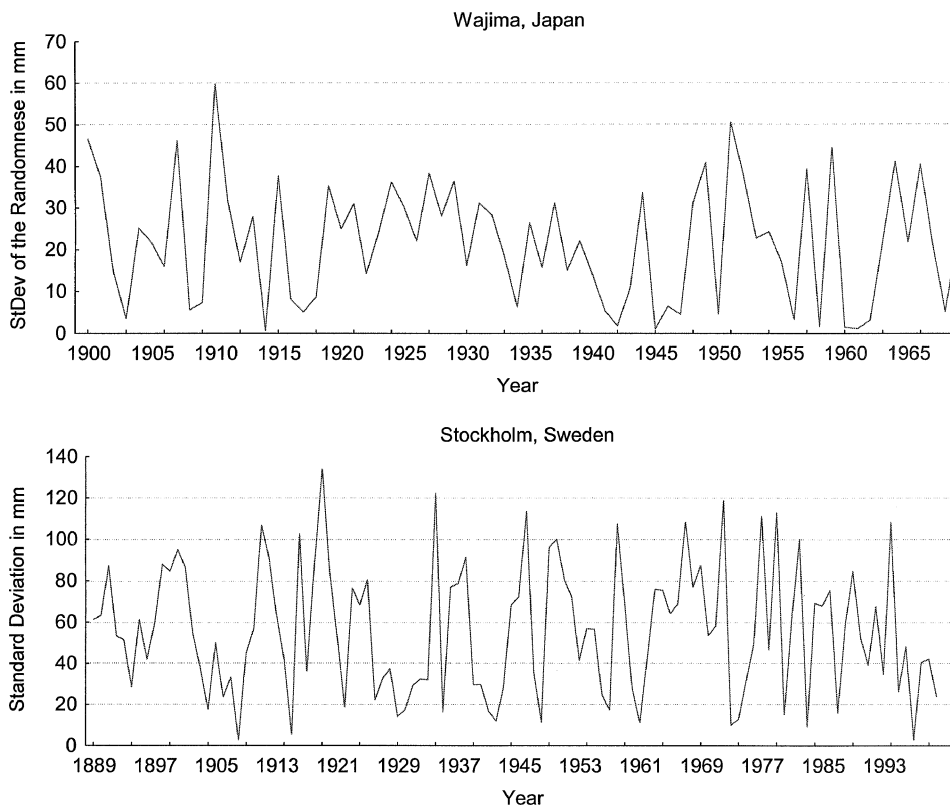 Wajima, Japan
StDev of the Randomnese in mm
70
60
50
40
30
20
10
0
1900 1905 1910 1915 1920 1925 1930 1935 1940 1945 1950 1955 1960 1965
Year
Stockholm, Sweden
Standard Deviation in mm
140
120
100
80
60
40
20
0
1889 1897 1905 1913 1921 1929 1937 1945 1953 1961 1969 1977 1985 1993
Year